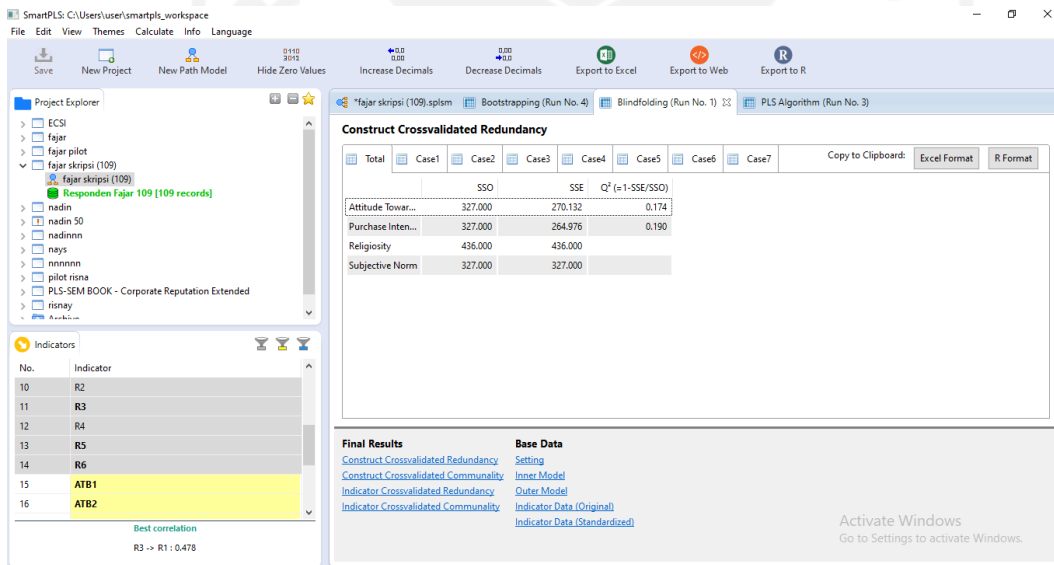 SmartPLS: C:\Users\user\smartpls_workspace
File Edit View Themes Calculate Info Language
Save New Project New Path Model Hide Zero Values Increase Decimals Decrease Decimals Export to Excel Export to Web Export to R
Project Explorer
ECSI
fajar
fajar pilot
fajar skripsi (109)
fajar skripsi (109)
Responden Fajar 109 [109 records]
nadin
nadin 50
nadinnn
nays
nnnnnn
pilot risna
PLS-SEM BOOK - Corporate Reputation Extended
risnay
Archive
Indicators
No. Indicator
10 R2
11 R3
12 R4
13 R5
14 R6
15 ATB1
16 ATB2
Best correlation
R3 -> R1 : 0.478
*fajar skripsi (109).splsm Bootstrapping (Run No. 4) Blindfolding (Run No. 1) PLS Algorithm (Run No. 3)
Construct Crossvalidated Redundancy
Total Case1 Case2 Case3 Case4 Case5 Case6 Case7 Copy to Clipboard: Excel Format R Format
SSO SSE Q² (=1-SSE/SSO)
Attitude Towar... 327.000 270.132 0.174
Purchase Inten... 327.000 264.976 0.190
Religiosity 436.000 436.000
Subjective Norm 327.000 327.000
Final Results Base Data
Construct Crossvalidated Redundancy Setting
Construct Crossvalidated Communality Inner Model
Indicator Crossvalidated Redundancy Outer Model
Indicator Crossvalidated Communality Indicator Data (Original)
Indicator Data (Standardized)
Activate Windows
Go to Settings to activate Windows.